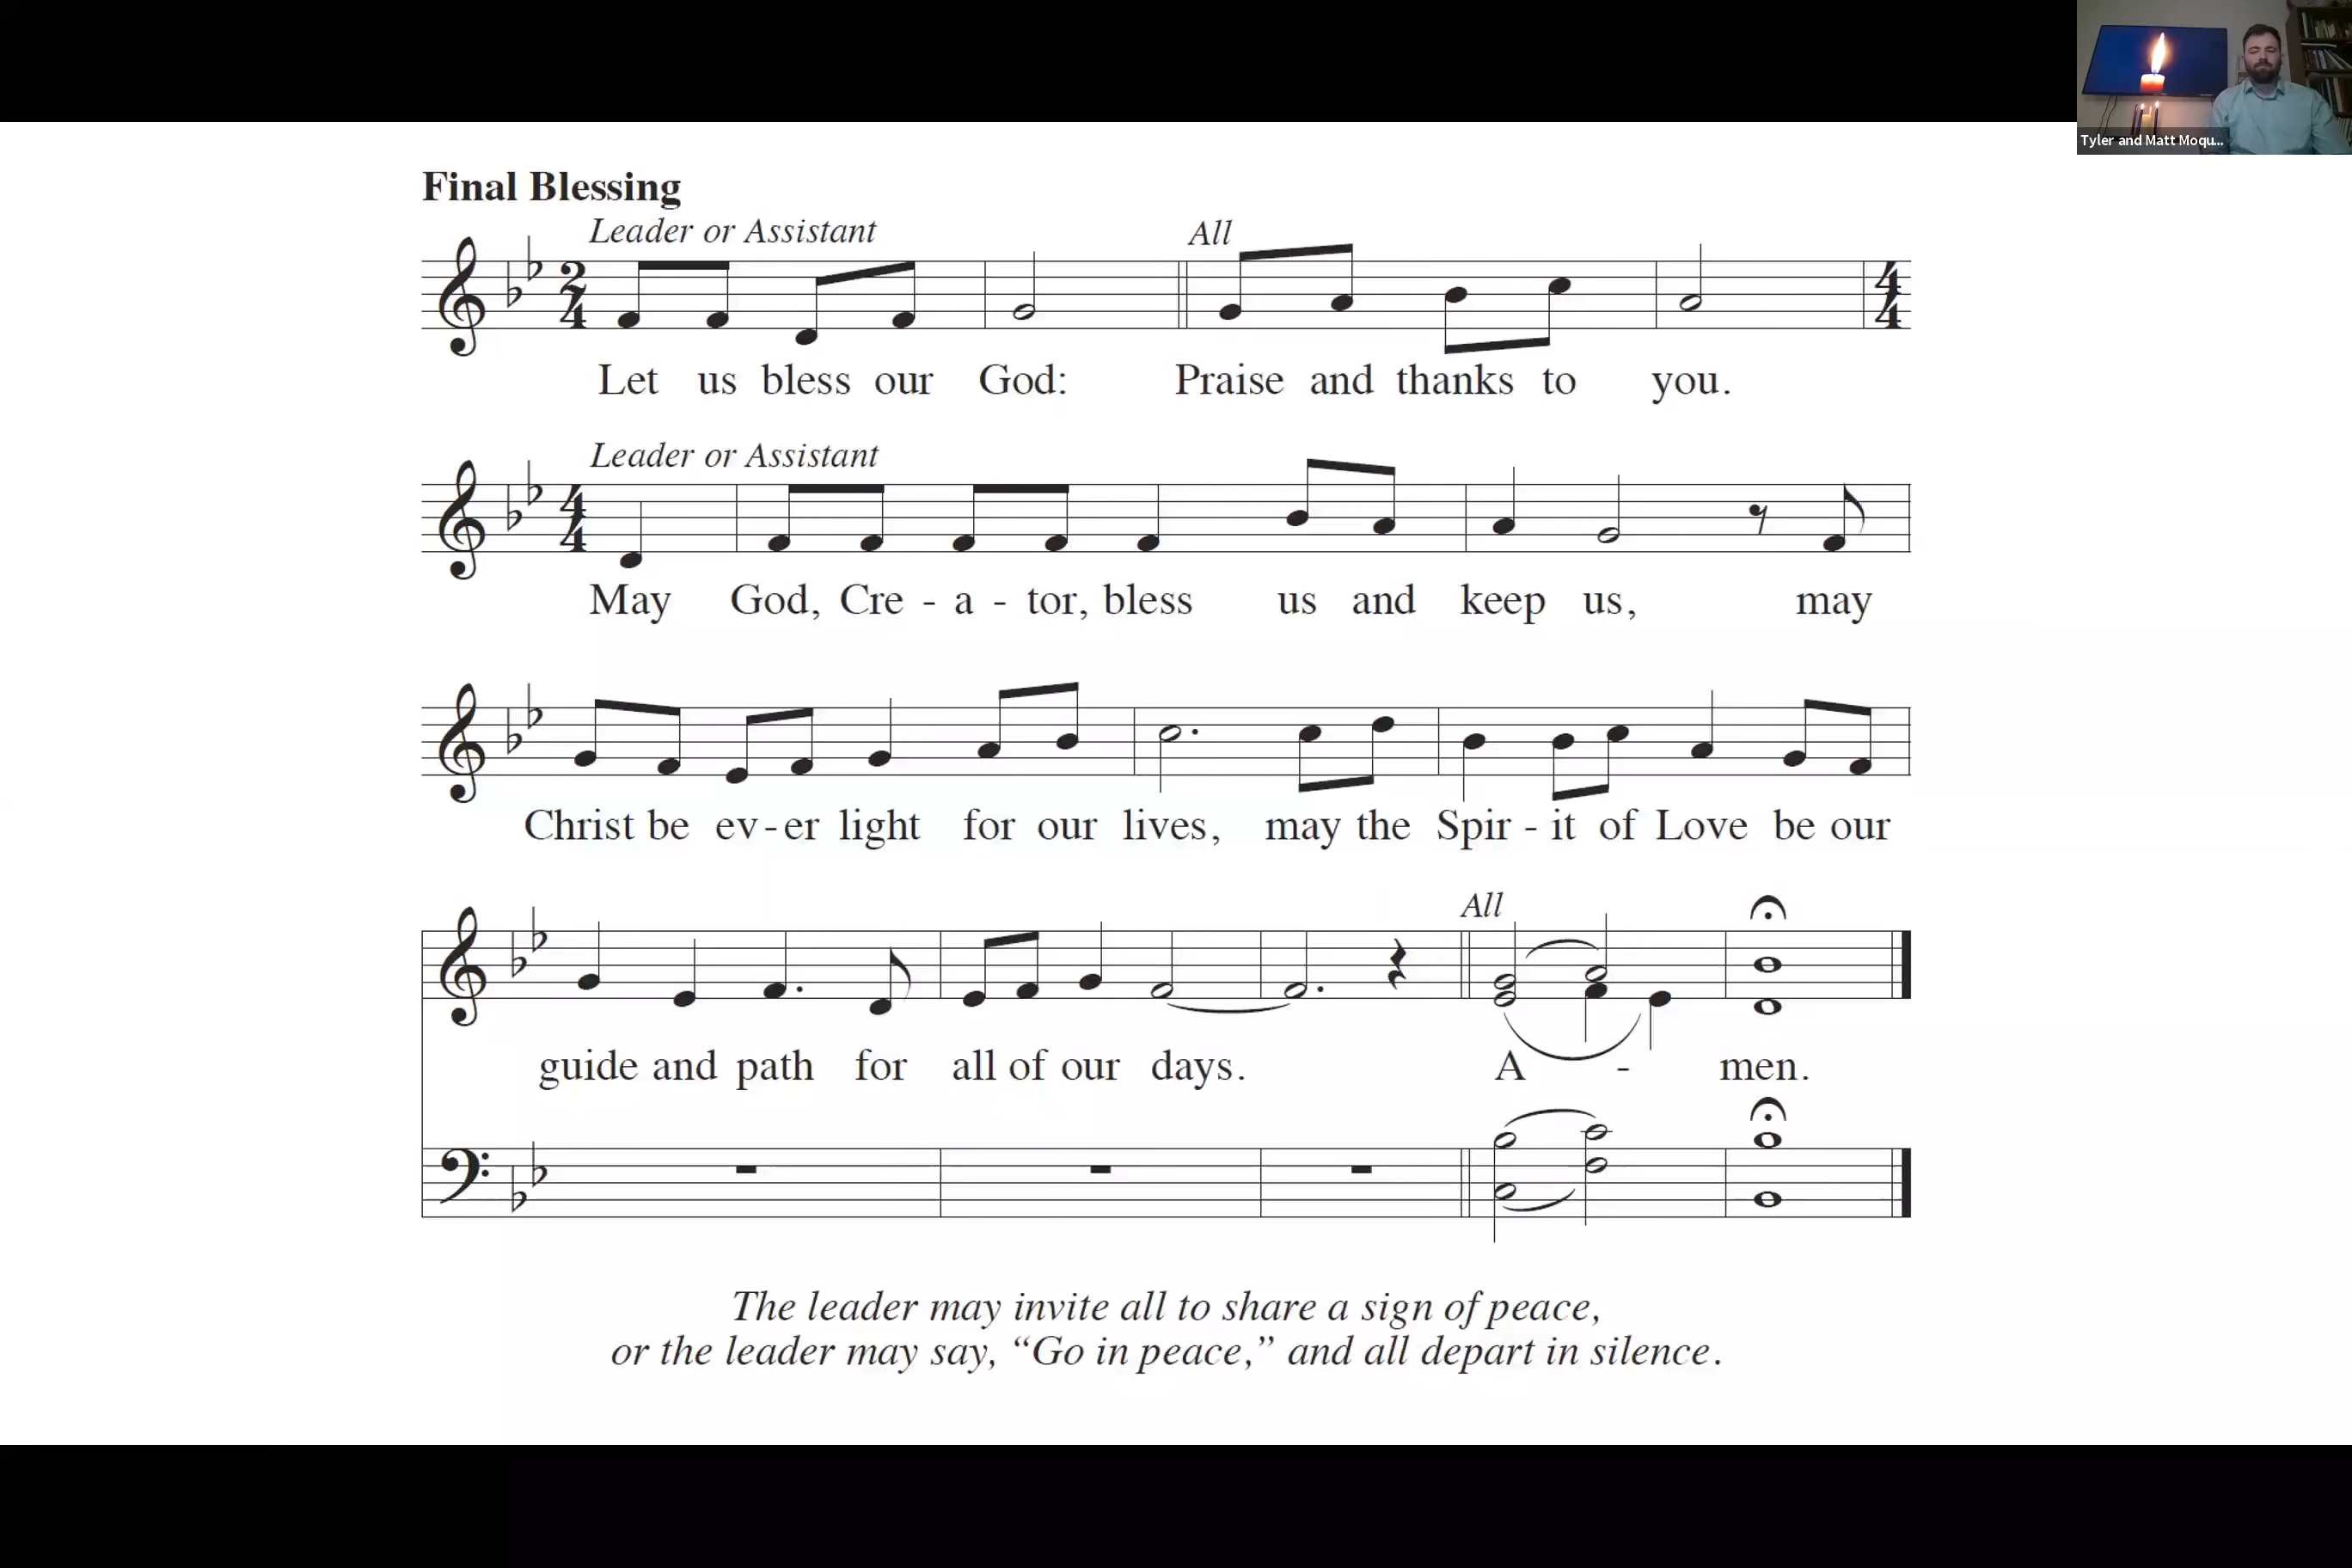 Tyler and Matt Moqu...
Final Blessing
Leader or Assistant
All
Let us bless our God: Praise and thanks to you.
Leader or Assistant
May God, Cre - a - tor, bless us and keep us, may
Christ be ev - er light for our lives, may the Spir - it of Love be our
All
guide and path for all of our days. A - men.
The leader may invite all to share a sign of peace,
or the leader may say, “Go in peace,” and all depart in silence.